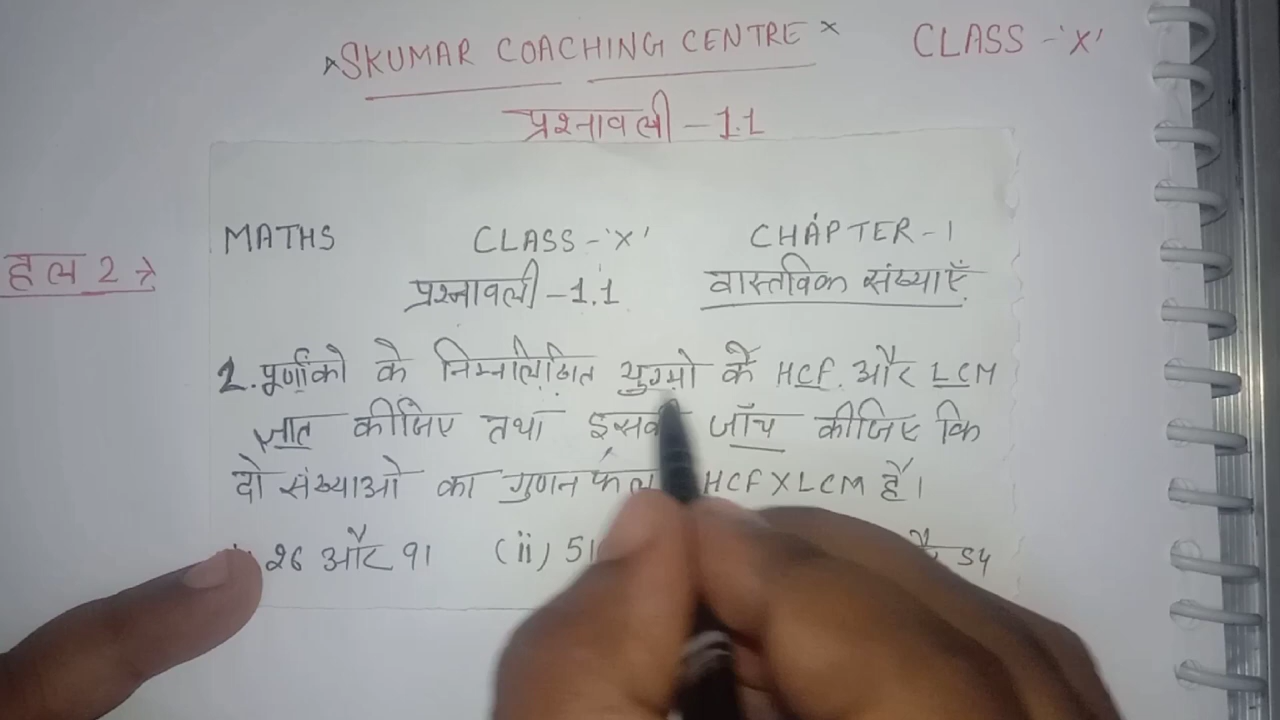 SKUMAR COACHING CENTRE
CLASS - 'X'
प्रश्नावली - 1.1
MATHS CLASS - 'X' CHAPTER - 1
हल 2 →
प्रश्नावली - 1.1 वास्तविक संख्याएँ
2. पूर्णांको के निम्नलिखित युग्मो के HCF. और LCM
ज्ञात कीजिए तथा इसकी जाँच कीजिए कि
दो संख्याओ का गुणनफल HCF X LCM है।
26 और 91 (ii) 51 54